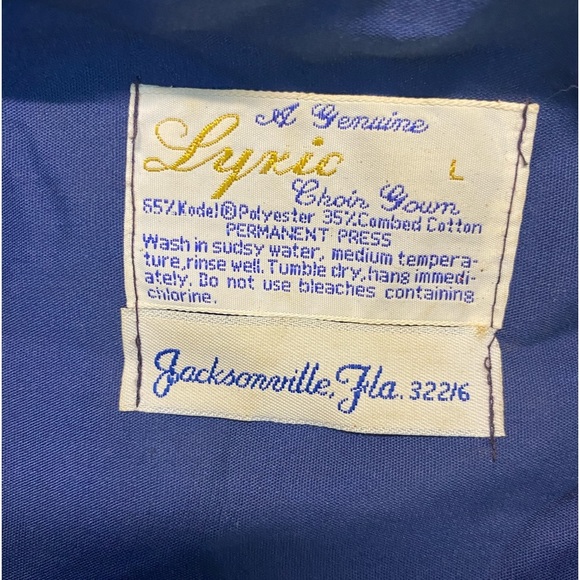 A Genuine
Lyric L
Choir Gown
65%Kodel®Polyester 35%Combed Cotton
PERMANENT PRESS
Wash in sudsy water, medium tempera-
ture,rinse well. Tumble dry,hang immedi-
ately. Do not use bleaches containing
chlorine.
Jacksonville, Fla. 32216